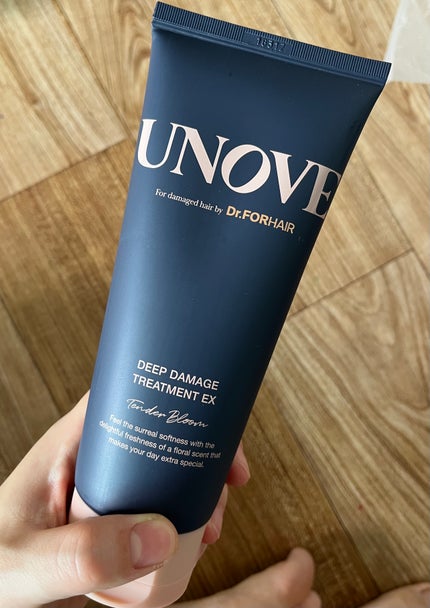 UNOVE
For damaged hair by Dr.FORHAIR
DEEP DAMAGE
TREATMENT EX
Tender Bloom
Feel the surreal softness with the
delightful freshness of a floral scent that
makes your day extra special.